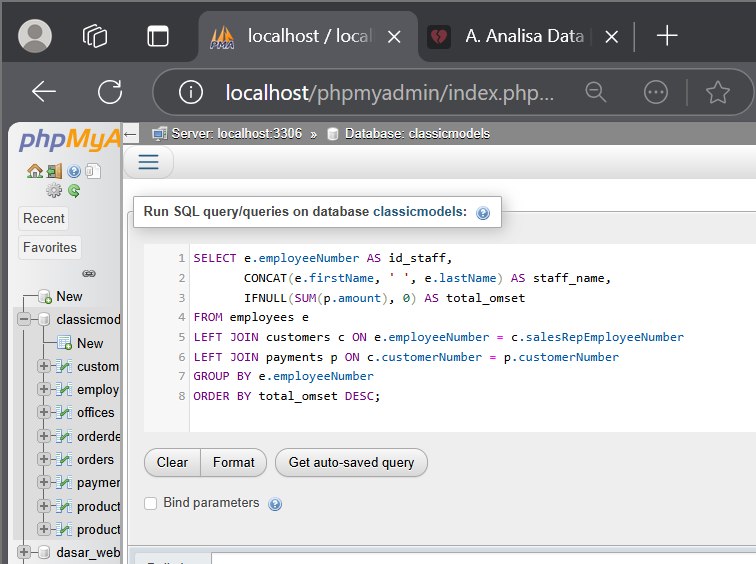 localhost / local
A. Analisa Data
localhost/phpmyadmin/index.php...
phpMyA
Server: localhost:3306 » Database: classicmodels
Recent
Favorites
New
classicmod
New
custom
employ
offices
orderde
orders
paymen
product
product
dasar_web
Run SQL query/queries on database classicmodels:
1 SELECT e.employeeNumber AS id_staff,
2 CONCAT(e.firstName, ' ', e.lastName) AS staff_name,
3 IFNULL(SUM(p.amount), 0) AS total_omset
4 FROM employees e
5 LEFT JOIN customers c ON e.employeeNumber = c.salesRepEmployeeNumber
6 LEFT JOIN payments p ON c.customerNumber = p.customerNumber
7 GROUP BY e.employeeNumber
8 ORDER BY total_omset DESC;
Clear Format Get auto-saved query
Bind parameters